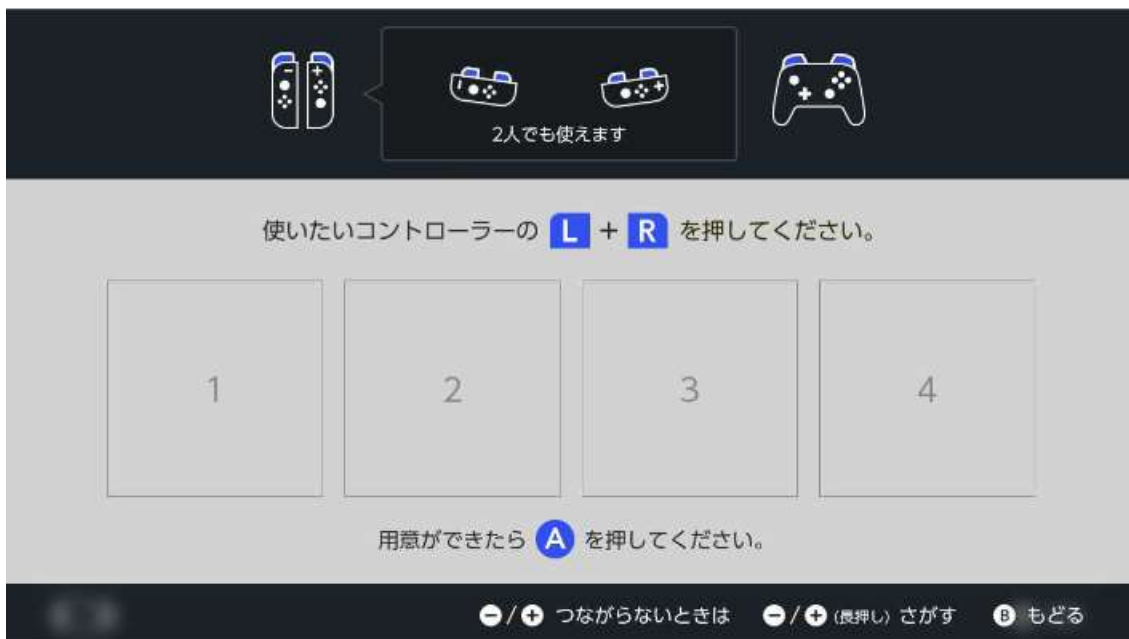 2人でも使えます
使いたいコントローラーの L + R を押してください。
1 2 3 4
用意ができたら A を押してください。
−/+ つながらないときは −/+ (長押し) さがす B もどる